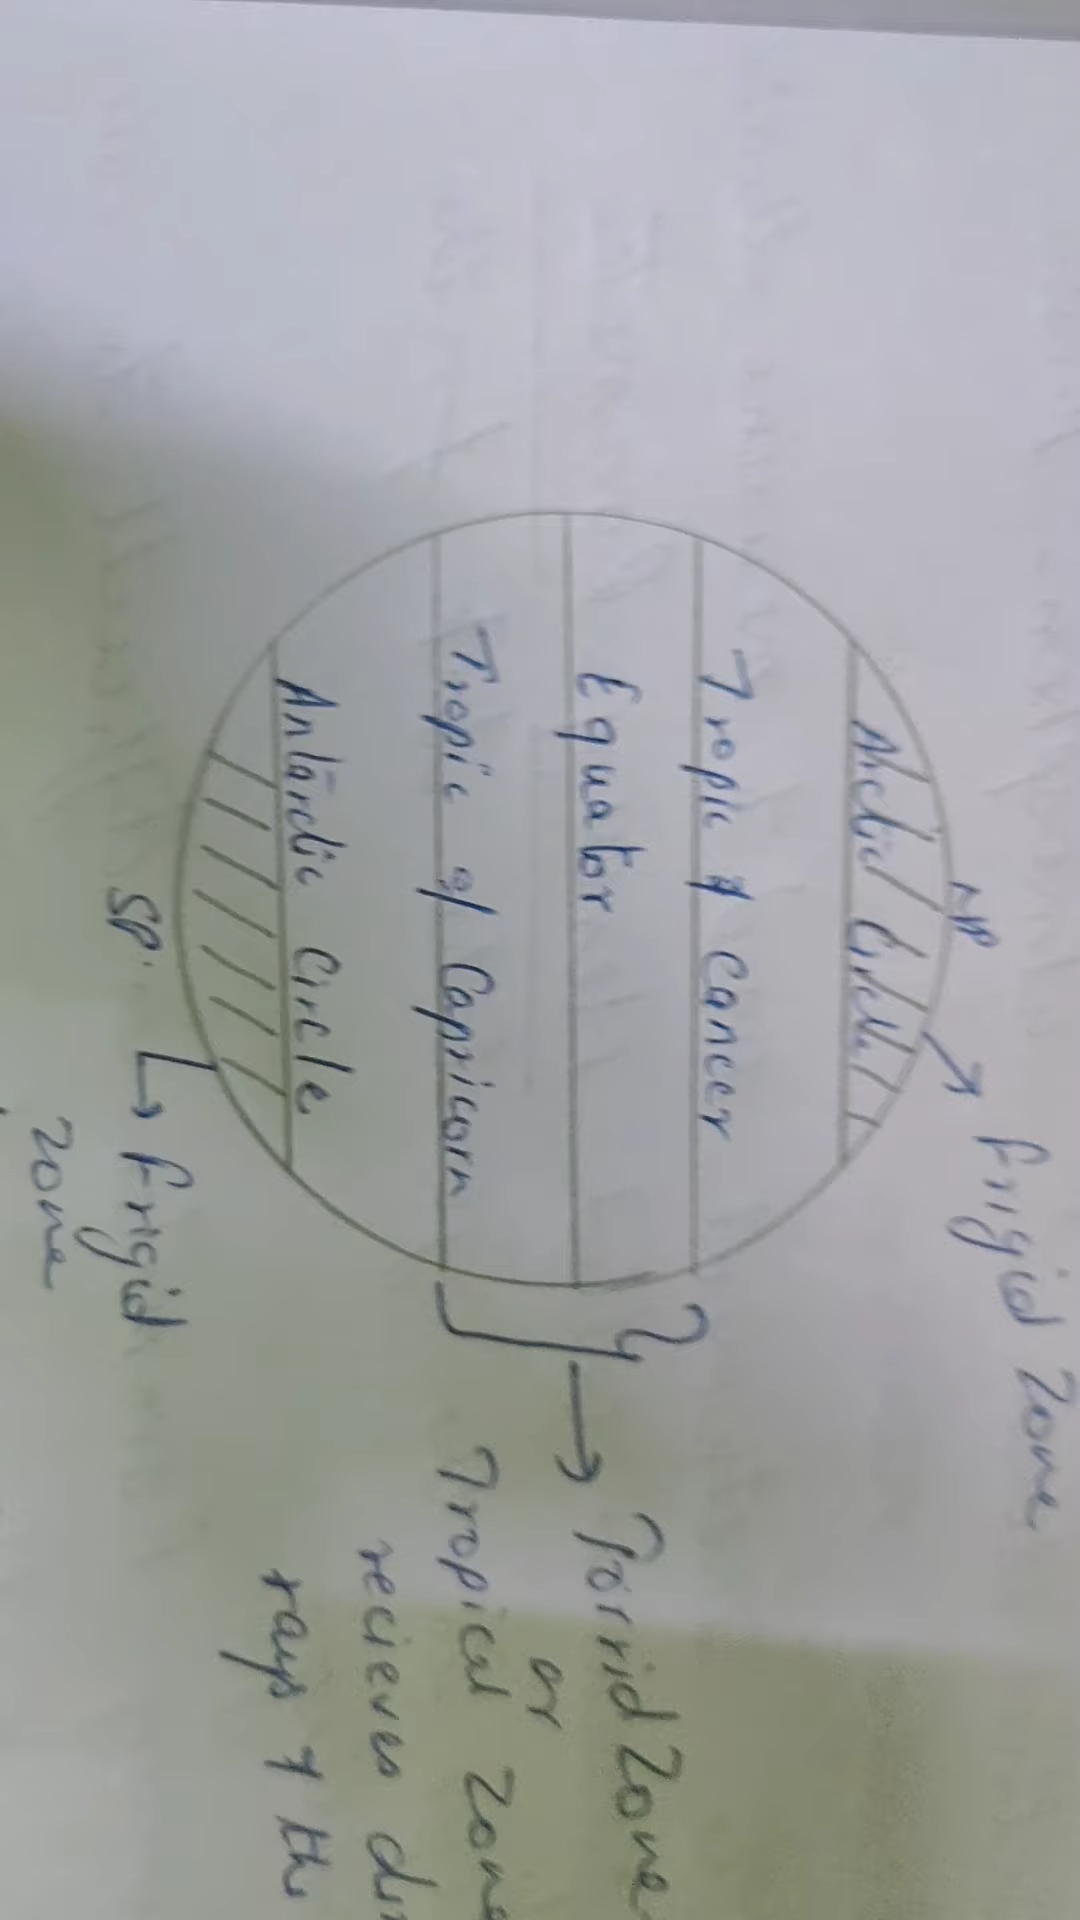 NP
Frigid Zone
Arctic Circle
Tropic of Cancer
Equator
Torrid Zone
or
Tropic of Capricorn
Tropical Zone
recieves
rays of the
Antarctic Circle
SP.
Frigid
Zone